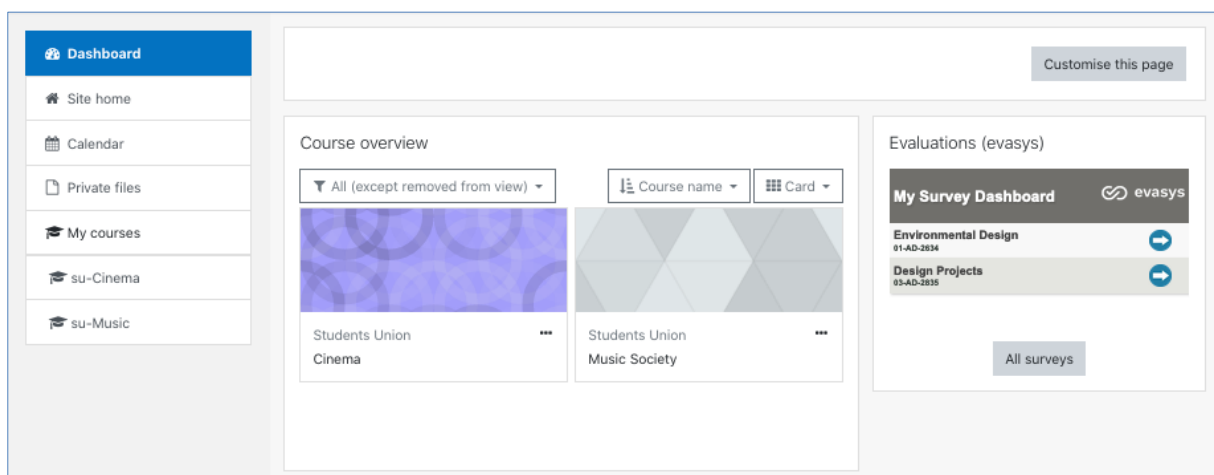 Dashboard
Site home
Calendar
Private files
My courses
su-Cinema
su-Music
Customise this page
Course overview
All (except removed from view)
Course name
Card
Students Union
Cinema
Students Union
Music Society
Evaluations (evasys)
My Survey Dashboard
evasys
Environmental Design
01-AD-2634
Design Projects
03-AD-2835
All surveys